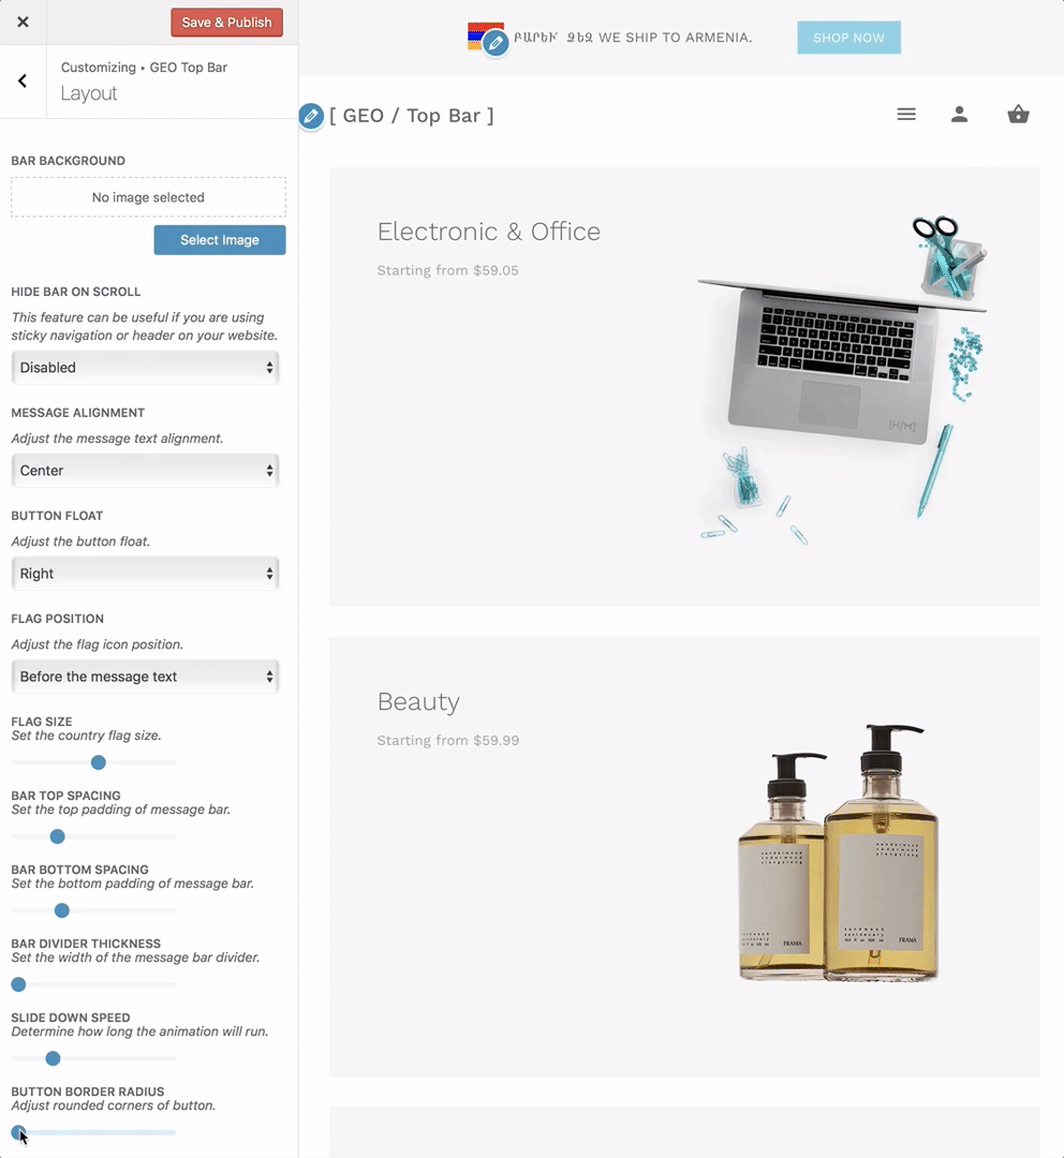 Save & Publish
Customizing ▸ GEO Top Bar
Layout
BAR BACKGROUND
No image selected
Select Image
HIDE BAR ON SCROLL
This feature can be useful if you are using
sticky navigation or header on your website.
Disabled
MESSAGE ALIGNMENT
Adjust the message text alignment.
Center
BUTTON FLOAT
Adjust the button float.
Right
FLAG POSITION
Adjust the flag icon position.
Before the message text
FLAG SIZE
Set the country flag size.
BAR TOP SPACING
Set the top padding of message bar.
BAR BOTTOM SPACING
Set the bottom padding of message bar.
BAR DIVIDER THICKNESS
Set the width of the message bar divider.
SLIDE DOWN SPEED
Determine how long the animation will run.
BUTTON BORDER RADIUS
Adjust rounded corners of button.
ԲԱՐԵՒ ՁԵԶ WE SHIP TO ARMENIA.
SHOP NOW
[ GEO / Top Bar ]
Electronic & Office
Starting from $59.05
[H/M]
Beauty
Starting from $59.99
FRAMA
FRAMA